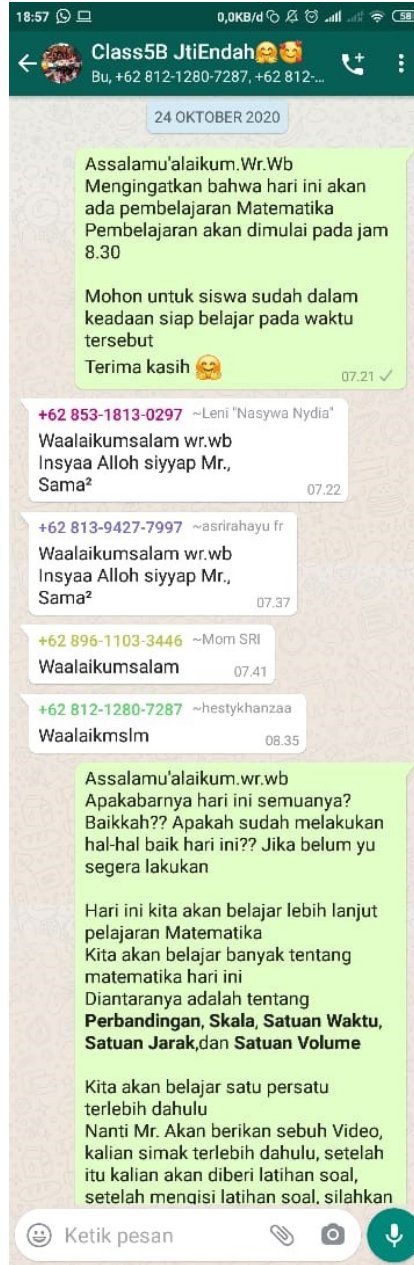 18:57 0,0KB/d 58
Class5B JtiEndah🤗🥰
Bu, +62 812-1280-7287, +62 812-...
24 OKTOBER 2020
Assalamu'alaikum.Wr.Wb
Mengingatkan bahwa hari ini akan
ada pembelajaran Matematika
Pembelajaran akan dimulai pada jam
8.30
Mohon untuk siswa sudah dalam
keadaan siap belajar pada waktu
tersebut
Terima kasih 🤗
07.21
+62 853-1813-0297 ~Leni "Nasywa Nydia"
Waalaikumsalam wr.wb
Insyaa Alloh siyyap Mr.,
Sama²
07.22
+62 813-9427-7997 ~asrirahayu fr
Waalaikumsalam wr.wb
Insyaa Alloh siyyap Mr.,
Sama²
07.37
+62 896-1103-3446 ~Mom SRI
Waalaikumsalam
07.41
+62 812-1280-7287 ~hestykhanzaa
Waalaikmslm
08.35
Assalamu'alaikum.wr.wb
Apakabarnya hari ini semuanya?
Baikkah?? Apakah sudah melakukan
hal-hal baik hari ini?? Jika belum yu
segera lakukan
Hari ini kita akan belajar lebih lanjut
pelajaran Matematika
Kita akan belajar banyak tentang
matematika hari ini
Diantaranya adalah tentang
Perbandingan, Skala, Satuan Waktu,
Satuan Jarak,dan Satuan Volume
Kita akan belajar satu persatu
terlebih dahulu
Nanti Mr. Akan berikan sebuh Video,
kalian simak terlebih dahulu, setelah
itu kalian akan diberi latihan soal,
setelah mengisi latihan soal, silahkan
Ketik pesan